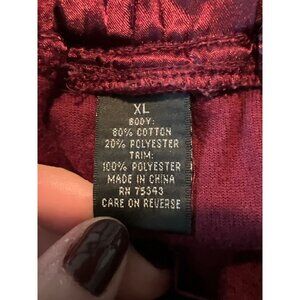 XL
BODY:
80% COTTON
20% POLYESTER
TRIM:
100% POLYESTER
MADE IN CHINA
RN 75343
CARE ON REVERSE